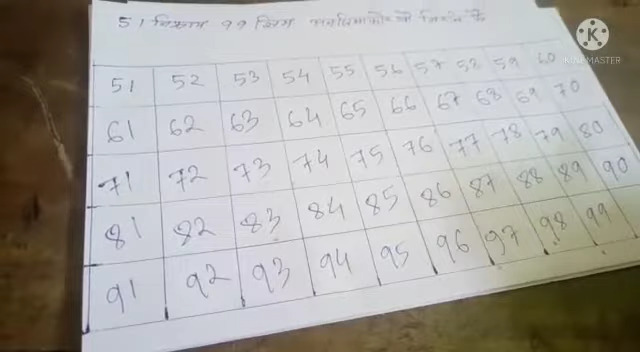 51
99
51 52 53 54 55 56 57 58 59 60
61 62 63 64 65 66 67 68 69 70
71 72 73 74 75 76 77 78 79 80
81 82 83 84 85 86 87 88 89 90
91 92 93 94 95 96 97 98 99
KINEMASTER